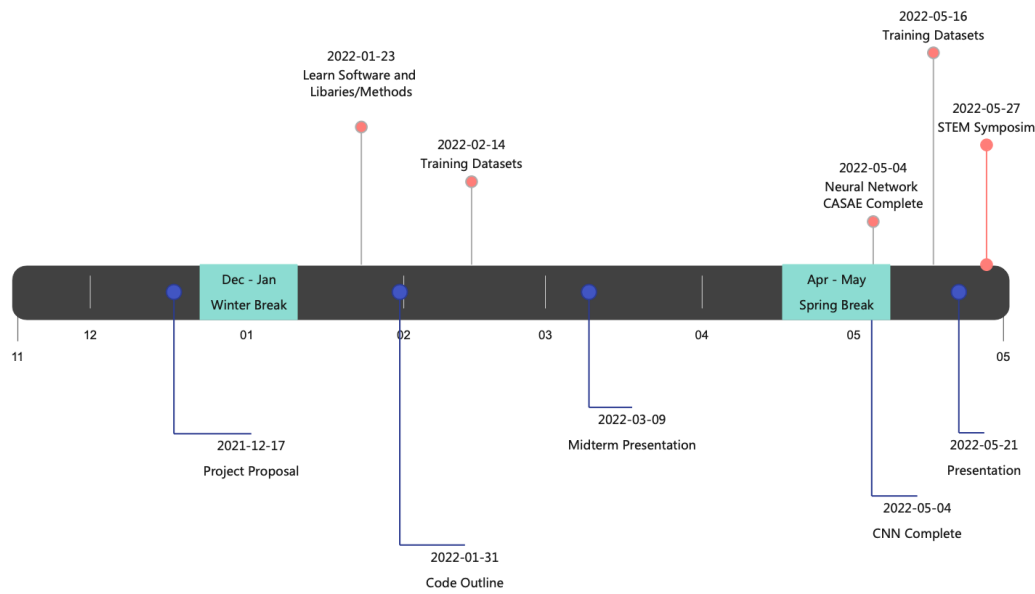 2022-05-16
Training Datasets
2022-01-23
Learn Software and
Libaries/Methods
2022-05-27
STEM Symposim
2022-02-14
Training Datasets
2022-05-04
Neural Network
CASAE Complete
Dec - Jan
Winter Break
Apr - May
Spring Break
12
01
02
03
04
05
11
05
2021-12-17
Project Proposal
2022-03-09
Midterm Presentation
2022-05-21
Presentation
2022-05-04
CNN Complete
2022-01-31
Code Outline